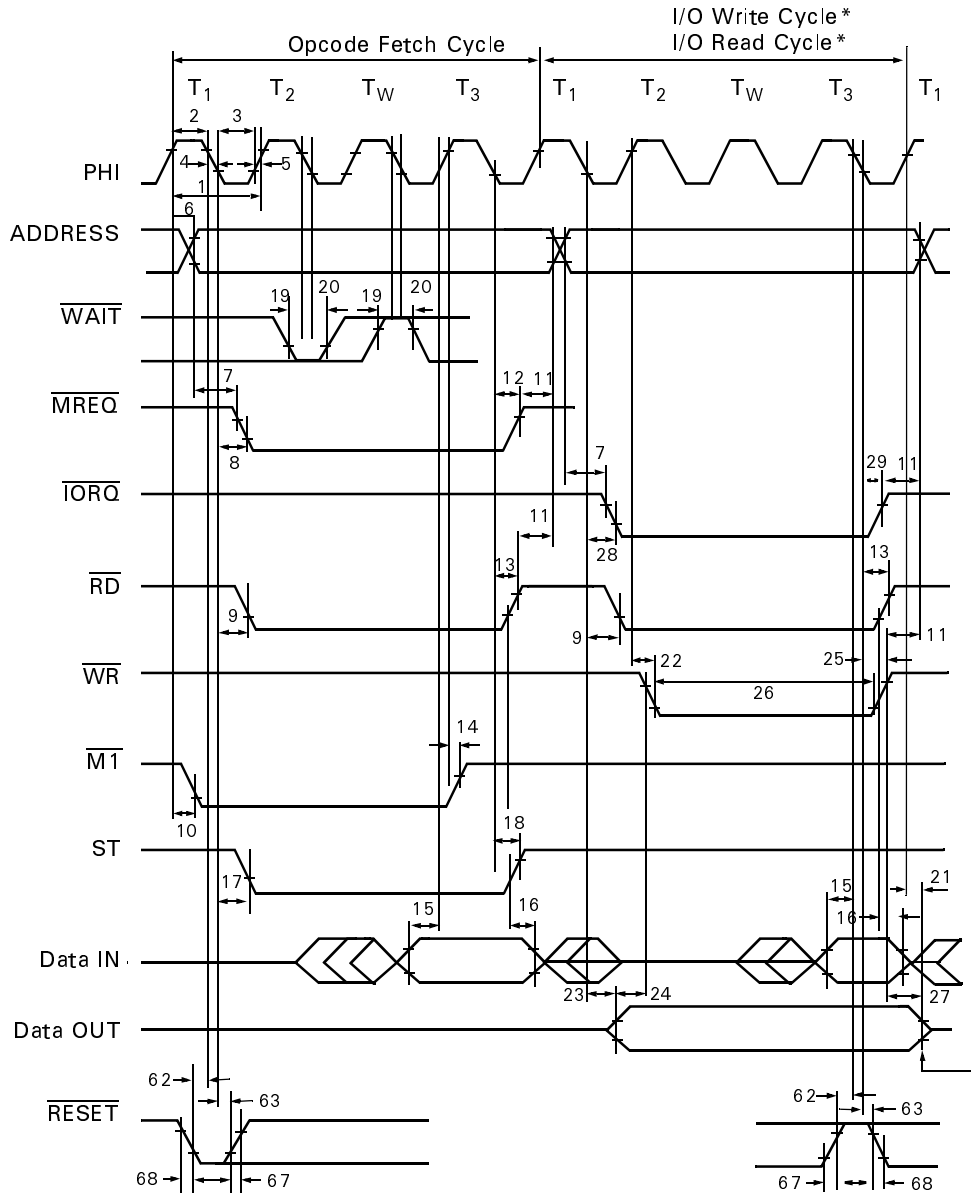 I/O Write Cycle*
Opcode Fetch Cycle I/O Read Cycle*
T1 T2 TW T3 T1 T2 TW T3 T1
2 3
PHI 4 5
1
6
ADDRESS
19 20 19 20
WAIT
7 12 11
MREQ
8 7 29 11
IORQ
11 28
13 13
RD
9 9 11
22 25
WR
26
14
M1
10
18
ST
17 15 21
15 16 16
Data IN
23 24 27
Data OUT
62 63 62 63
RESET
68 67 67 68